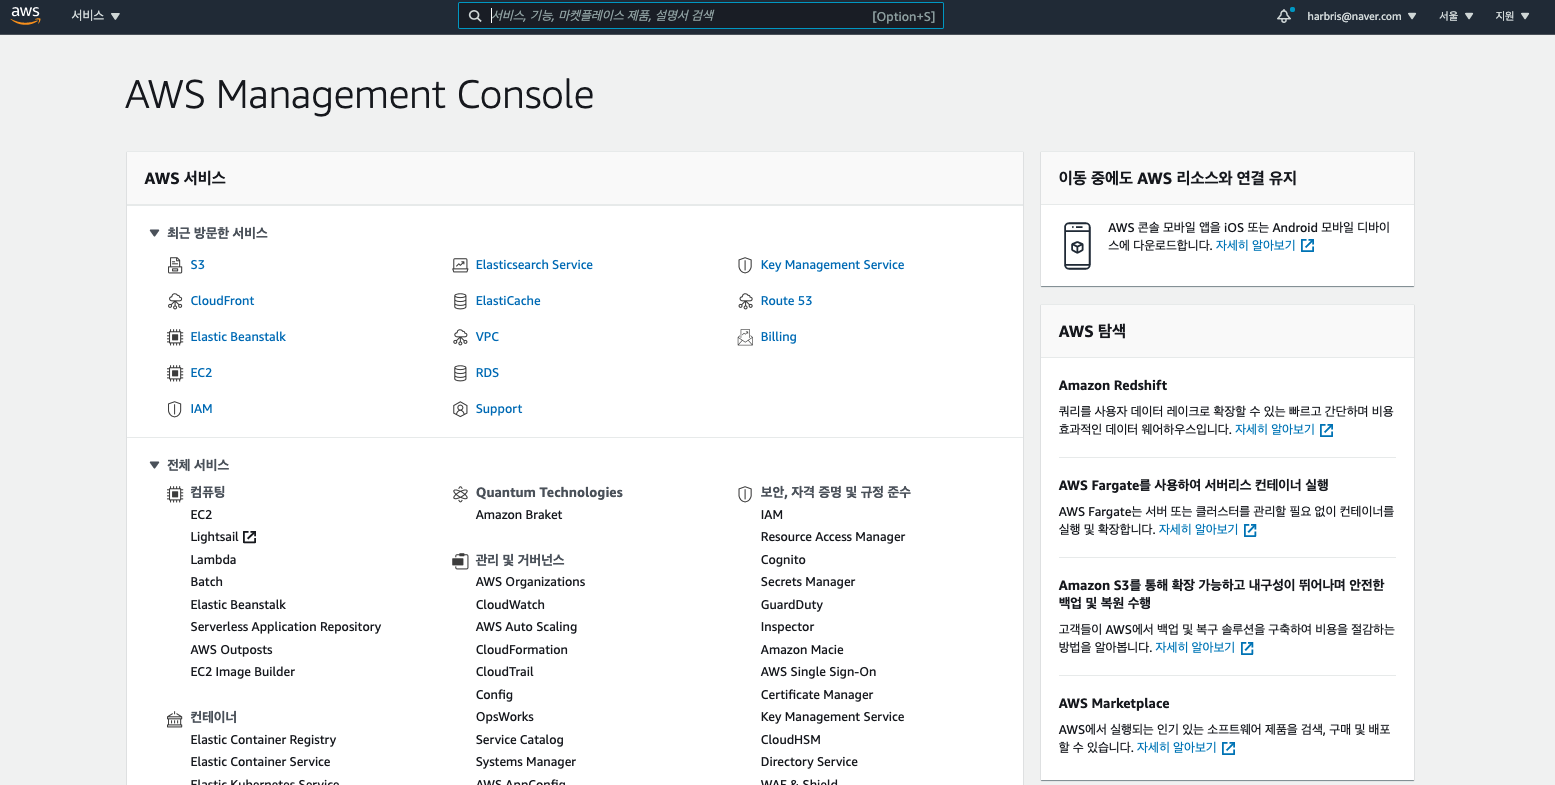 aws
서비스
서비스, 기능, 마켓플레이스 제품, 설명서 검색
[Option+S]
harbris@naver.com
서울
지원
AWS Management Console
AWS 서비스
최근 방문한 서비스
S3
CloudFront
Elastic Beanstalk
EC2
IAM
Elasticsearch Service
ElastiCache
VPC
RDS
Support
Key Management Service
Route 53
Billing
전체 서비스
컴퓨팅
EC2
Lightsail
Lambda
Batch
Elastic Beanstalk
Serverless Application Repository
AWS Outposts
EC2 Image Builder
컨테이너
Elastic Container Registry
Elastic Container Service
Elastic Kubernetes Service
Quantum Technologies
Amazon Braket
관리 및 거버넌스
AWS Organizations
CloudWatch
AWS Auto Scaling
CloudFormation
CloudTrail
Config
OpsWorks
Service Catalog
Systems Manager
AWS AppConfig
보안, 자격 증명 및 규정 준수
IAM
Resource Access Manager
Cognito
Secrets Manager
GuardDuty
Inspector
Amazon Macie
AWS Single Sign-On
Certificate Manager
Key Management Service
CloudHSM
Directory Service
WAF & Shield
이동 중에도 AWS 리소스와 연결 유지
AWS 콘솔 모바일 앱을 iOS 또는 Android 모바일 디바이
스에 다운로드합니다. 자세히 알아보기
AWS 탐색
Amazon Redshift
쿼리를 사용자 데이터 레이크로 확장할 수 있는 빠르고 간단하며 비용
효과적인 데이터 웨어하우스입니다. 자세히 알아보기
AWS Fargate를 사용하여 서버리스 컨테이너 실행
AWS Fargate는 서버 또는 클러스터를 관리할 필요 없이 컨테이너를
실행 및 확장합니다. 자세히 알아보기
Amazon S3를 통해 확장 가능하고 내구성이 뛰어나며 안전한
백업 및 복원 수행
고객들이 AWS에서 백업 및 복구 솔루션을 구축하여 비용을 절감하는
방법을 알아봅니다. 자세히 알아보기
AWS Marketplace
AWS에서 실행되는 인기 있는 소프트웨어 제품을 검색, 구매 및 배포
할 수 있습니다. 자세히 알아보기